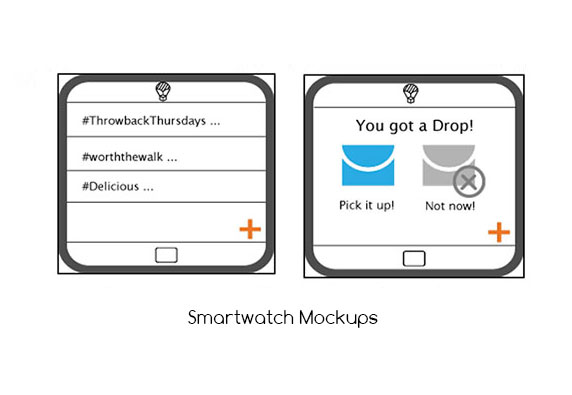 #ThrowbackThursdays ...
#worththewalk ...
#Delicious ...
You got a Drop!
Pick it up!
Not now!
Smartwatch Mockups